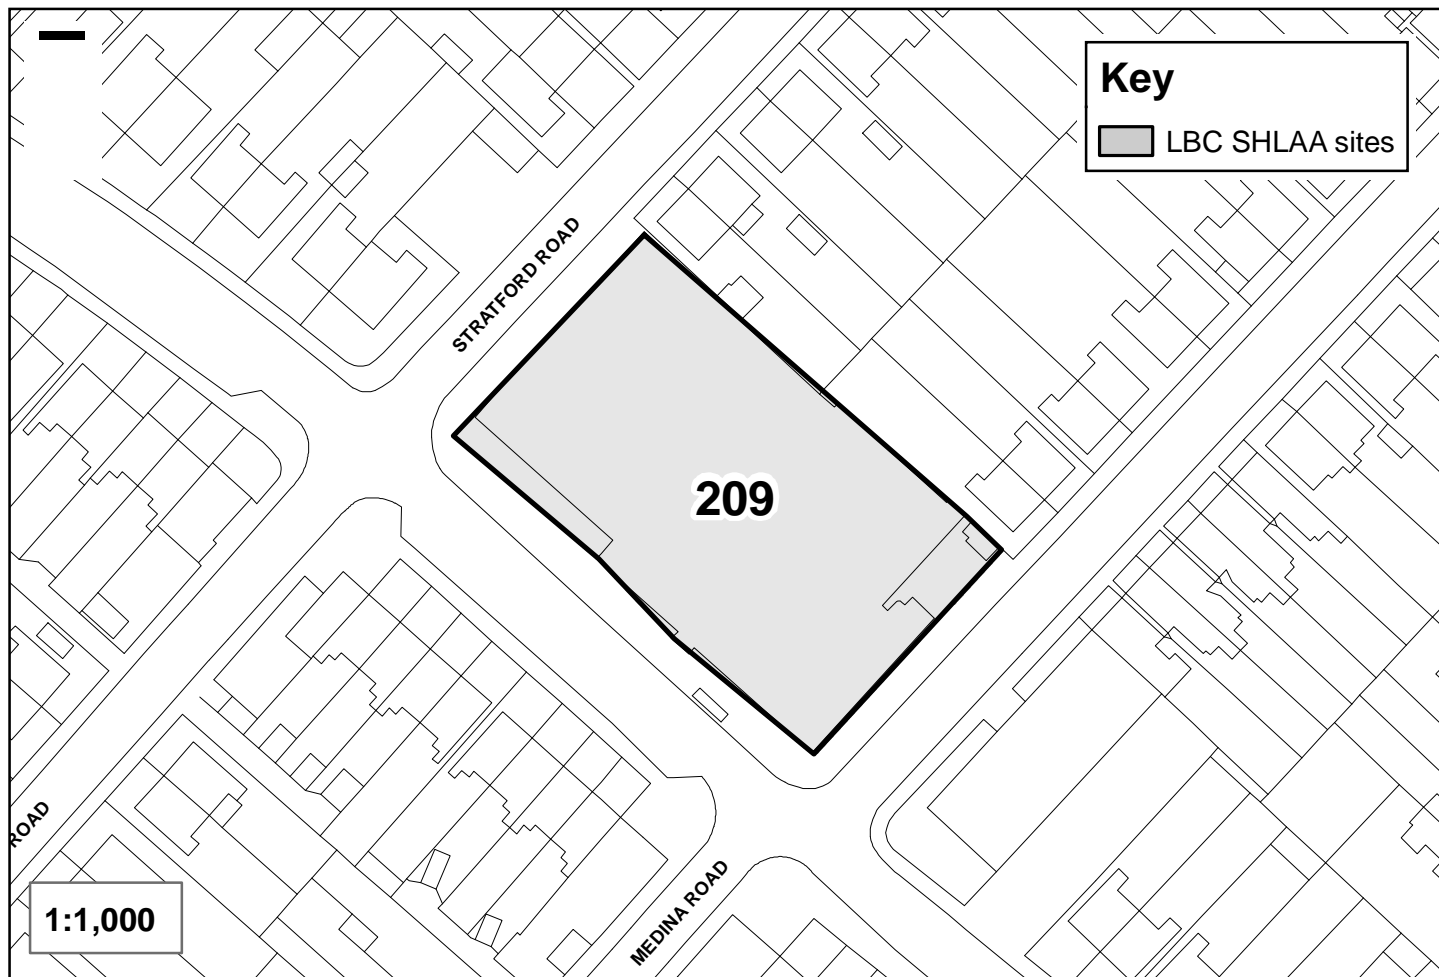 Key
LBC SHLAA sites
STRATFORD ROAD
209
ROAD
MEDINA ROAD
1:1,000